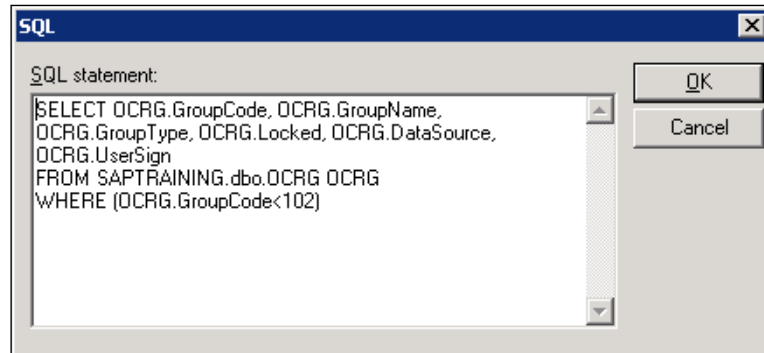 SQL
SQL statement:
SELECT OCRG.GroupCode, OCRG.GroupName,
OCRG.GroupType, OCRG.Locked, OCRG.DataSource,
OCRG.UserSign
FROM SAPTRAINING.dbo.OCRG OCRG
WHERE (OCRG.GroupCode<102)
OK
Cancel